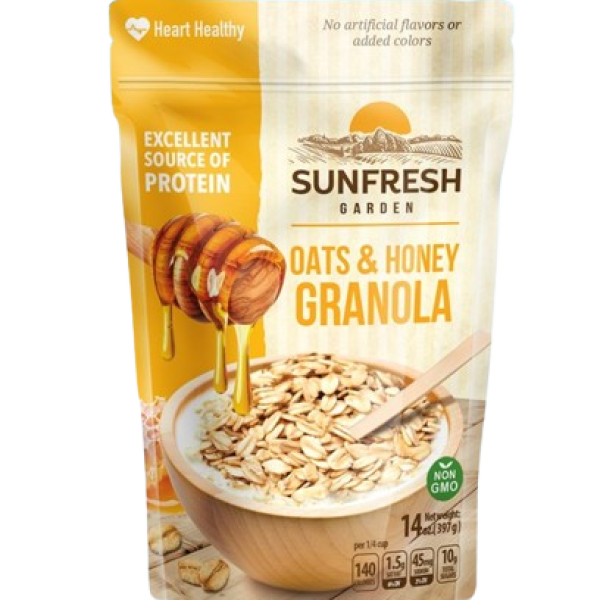 Heart Healthy
No artificial flavors or
added colors
EXCELLENT
SOURCE OF
PROTEIN
SUNFRESH
GARDEN
OATS & HONEY
GRANOLA
NON
GMO
14 Net weight:
oz. (397g)
per 1/4 cup
140
1.5g
45mg
10g